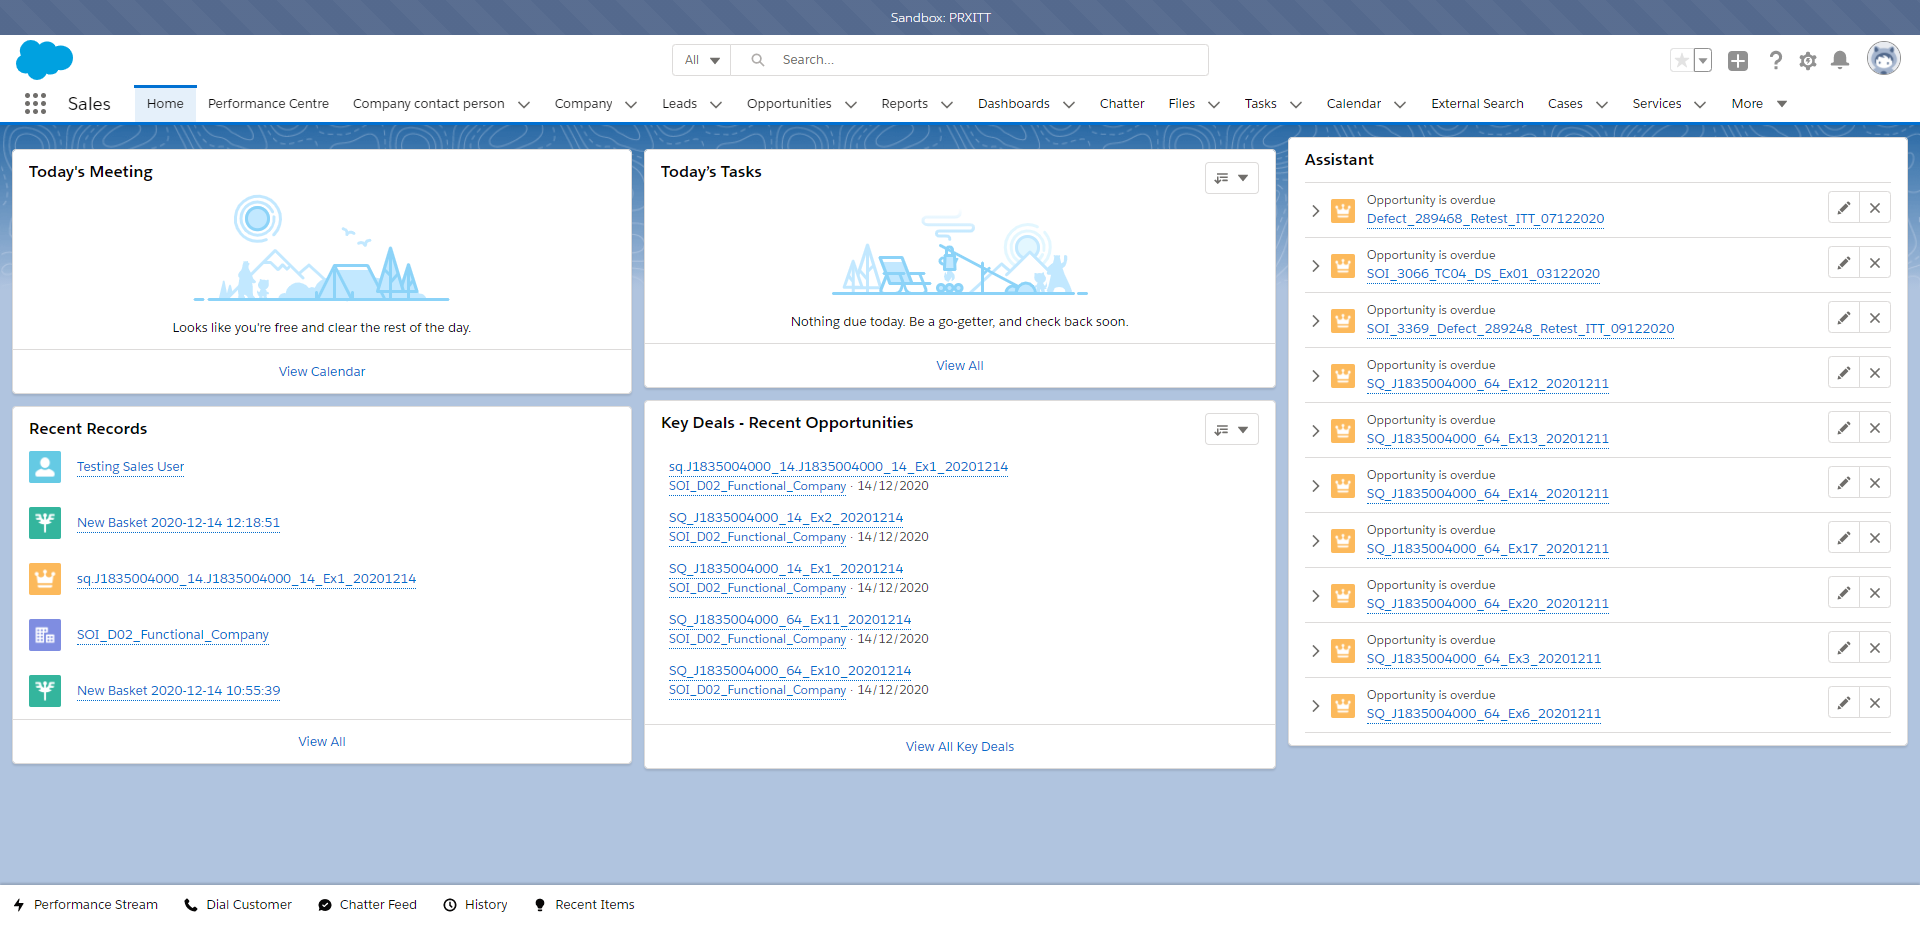 Sandbox: PRXITT
All
Search...
Sales
Home
Performance Centre
Company contact person
Company
Leads
Opportunities
Reports
Dashboards
Chatter
Files
Tasks
Calendar
External Search
Cases
Services
More
Today's Meeting
Looks like you're free and clear the rest of the day.
View Calendar
Recent Records
Testing Sales User
New Basket 2020-12-14 12:18:51
sq.J1835004000_14.J1835004000_14_Ex1_20201214
SOI_D02_Functional_Company
New Basket 2020-12-14 10:55:39
View All
Today’s Tasks
Nothing due today. Be a go-getter, and check back soon.
View All
Key Deals - Recent Opportunities
sq.J1835004000_14.J1835004000_14_Ex1_20201214
SOI_D02_Functional_Company · 14/12/2020
SQ_J1835004000_14_Ex2_20201214
SOI_D02_Functional_Company · 14/12/2020
SQ_J1835004000_14_Ex1_20201214
SOI_D02_Functional_Company · 14/12/2020
SQ_J1835004000_64_Ex11_20201214
SOI_D02_Functional_Company · 14/12/2020
SQ_J1835004000_64_Ex10_20201214
SOI_D02_Functional_Company · 14/12/2020
View All Key Deals
Assistant
Opportunity is overdue
Defect_289468_Retest_ITT_07122020
Opportunity is overdue
SOI_3066_TC04_DS_Ex01_03122020
Opportunity is overdue
SOI_3369_Defect_289248_Retest_ITT_09122020
Opportunity is overdue
SQ_J1835004000_64_Ex12_20201211
Opportunity is overdue
SQ_J1835004000_64_Ex13_20201211
Opportunity is overdue
SQ_J1835004000_64_Ex14_20201211
Opportunity is overdue
SQ_J1835004000_64_Ex17_20201211
Opportunity is overdue
SQ_J1835004000_64_Ex20_20201211
Opportunity is overdue
SQ_J1835004000_64_Ex3_20201211
Opportunity is overdue
SQ_J1835004000_64_Ex6_20201211
Performance Stream
Dial Customer
Chatter Feed
History
Recent Items